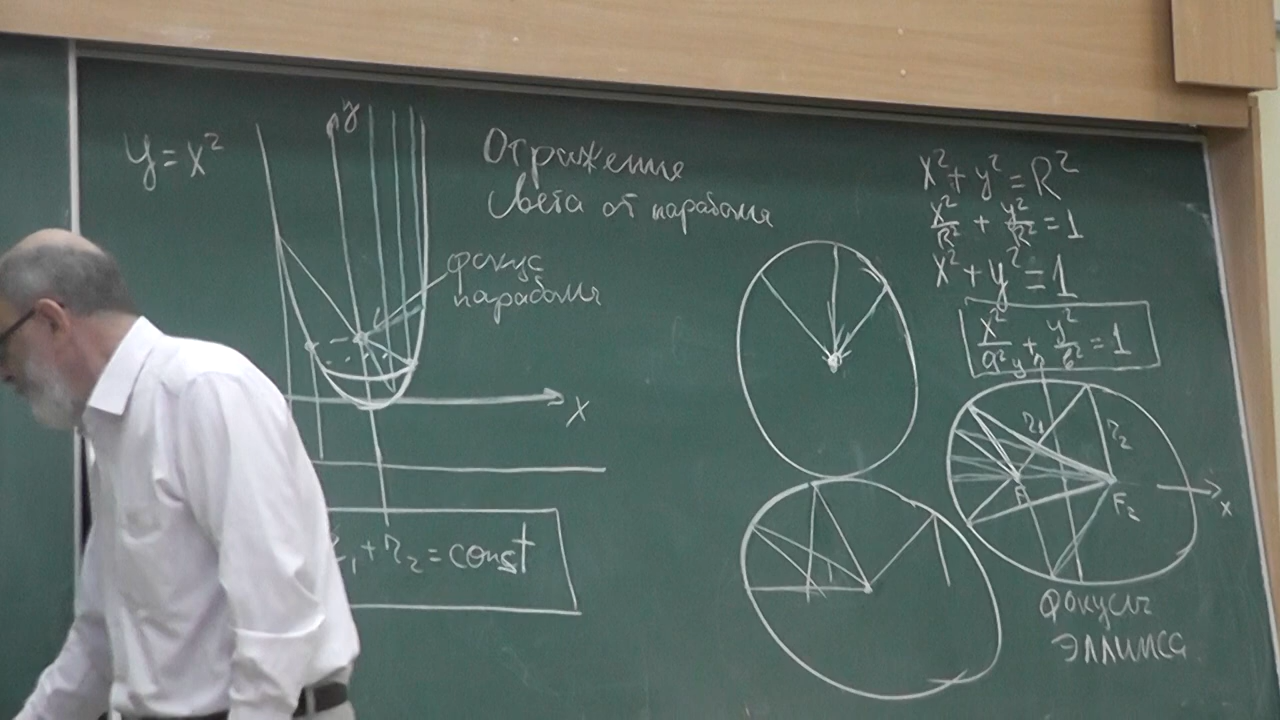 y = x²
y
Отражение
света от параболы
фокус
параболы
x
r₁ + r₂ = const
x² + y² = R²
x²/R² + y²/R² = 1
x² + y² = 1
x²/a² + y²/b² = 1
y
r₁
r₂
F₁
F₂
x
фокусы
эллипса